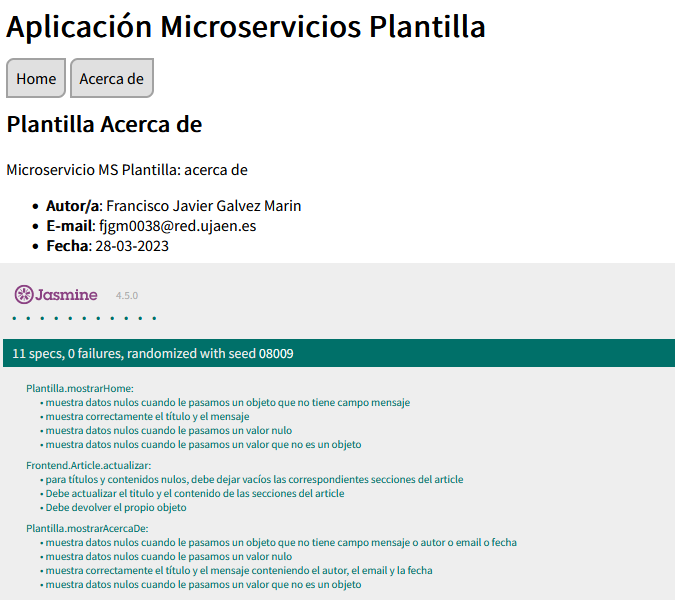 Aplicación Microservicios Plantilla
Home Acerca de
Plantilla Acerca de
Microservicio MS Plantilla: acerca de
• Autor/a: Francisco Javier Galvez Marin
• E-mail: fjgm0038@red.ujaen.es
• Fecha: 28-03-2023
Jasmine 4.5.0
• • • • • • • • • • •
11 specs, 0 failures, randomized with seed 08009
Plantilla.mostrarHome:
• muestra datos nulos cuando le pasamos un objeto que no tiene campo mensaje
• muestra correctamente el título y el mensaje
• muestra datos nulos cuando le pasamos un valor nulo
• muestra datos nulos cuando le pasamos un valor que no es un objeto
Frontend.Article.actualizar:
• para títulos y contenidos nulos, debe dejar vacíos las correspondientes secciones del article
• Debe actualizar el titulo y el contenido de las secciones del article
• Debe devolver el propio objeto
Plantilla.mostrarAcercaDe:
• muestra datos nulos cuando le pasamos un objeto que no tiene campo mensaje o autor o email o fecha
• muestra datos nulos cuando le pasamos un valor nulo
• muestra correctamente el título y el mensaje conteniendo el autor, el email y la fecha
• muestra datos nulos cuando le pasamos un valor que no es un objeto